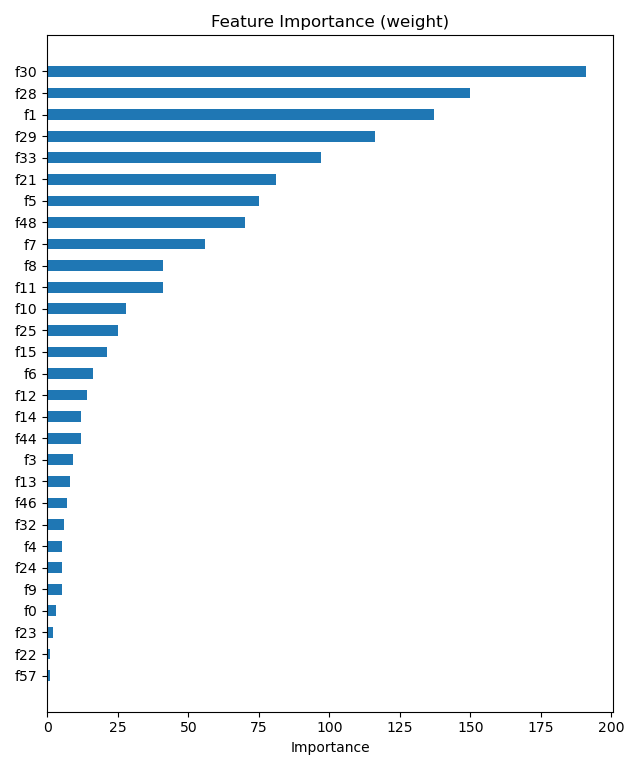 Feature Importance (weight)
f30
f28
f1
f29
f33
f21
f5
f48
f7
f8
f11
f10
f25
f15
f6
f12
f14
f44
f3
f13
f46
f32
f4
f24
f9
f0
f23
f22
f57
0 25 50 75 100 125 150 175 200
Importance